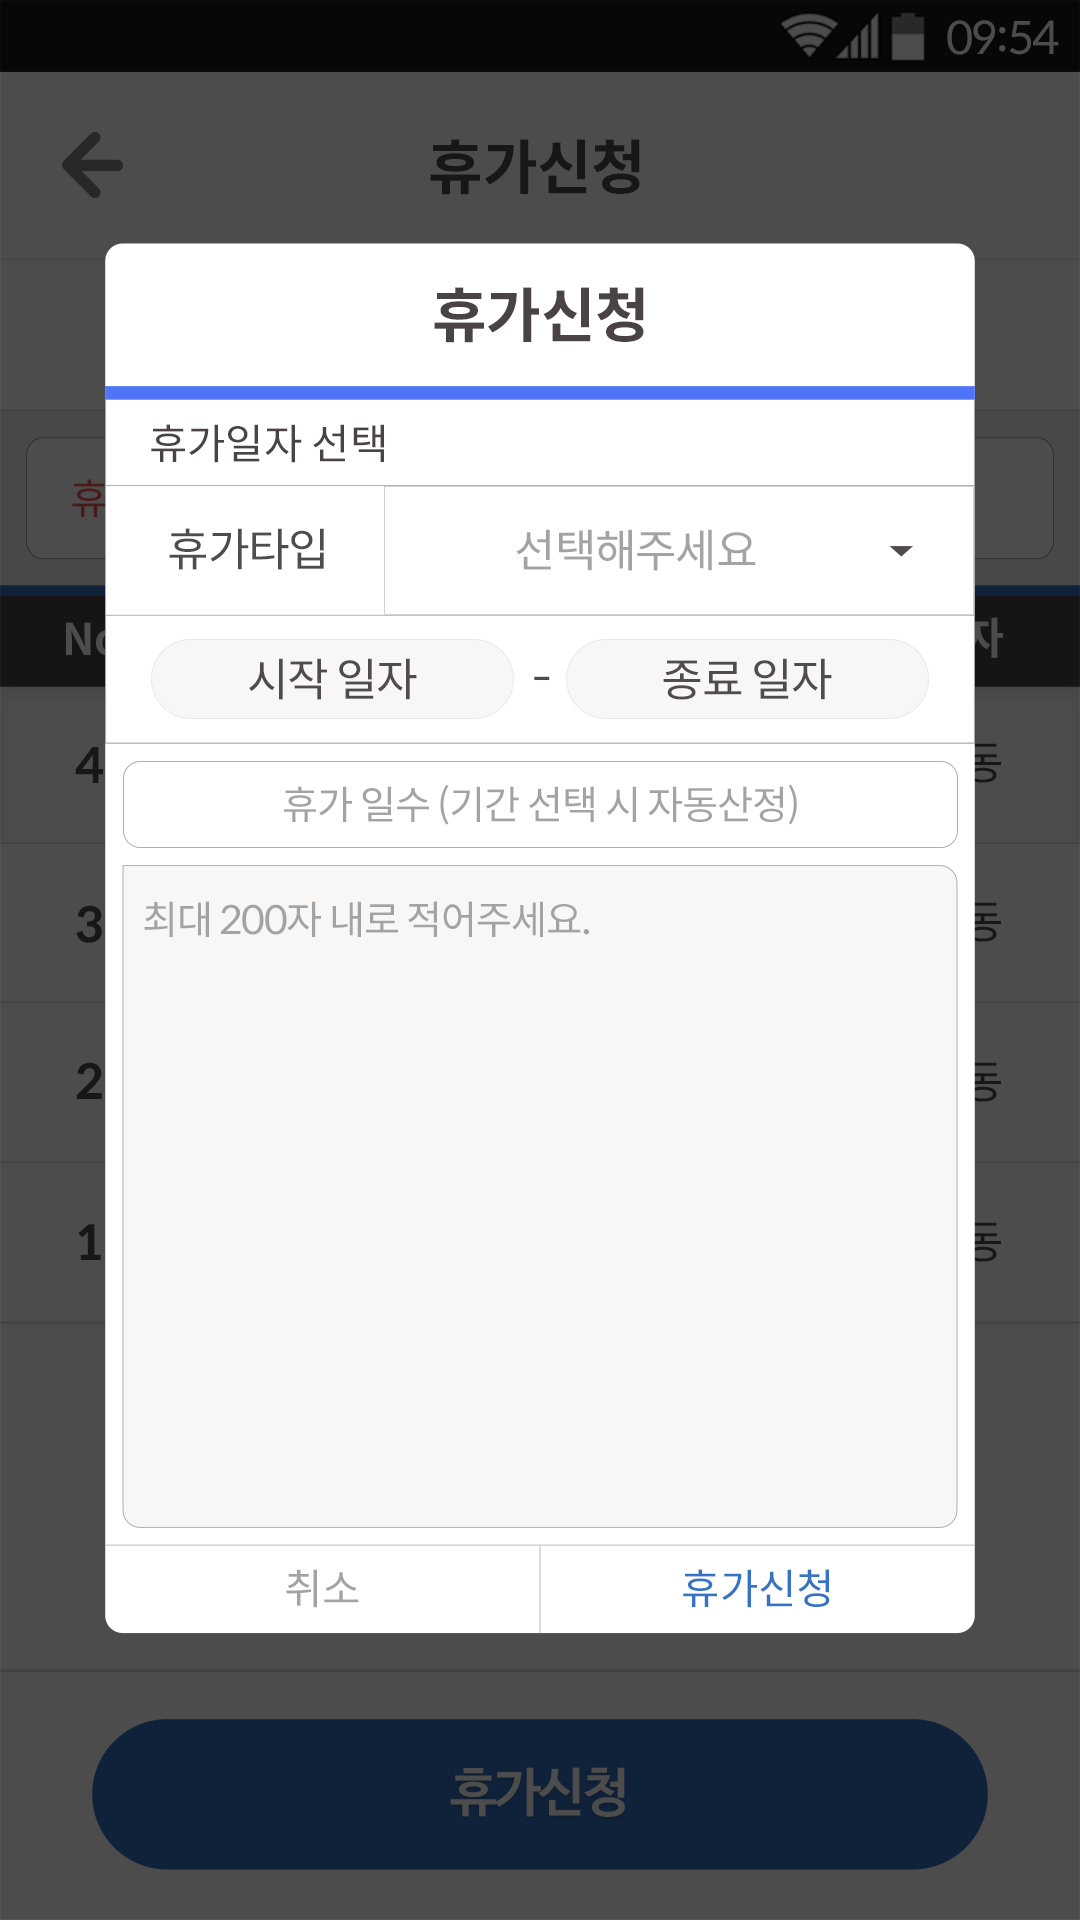 09:54
휴가신청
휴가신청
휴가일자 선택
휴
휴가타입 선택해주세요
No 자
시작 일자 - 종료 일자
4 동
휴가 일수 (기간 선택 시 자동산정)
최대 200자 내로 적어주세요.
3 동
2 동
1 동
취소 휴가신청
휴가신청